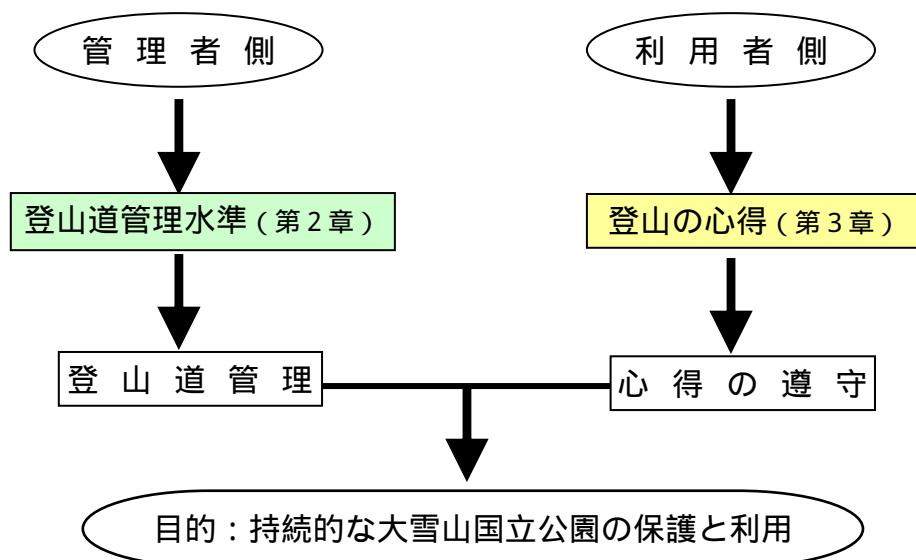 管理者側
利用者側
登山道管理水準（第２章）
登山の心得（第３章）
登山道管理
心得の遵守
目的：持続的な大雪山国立公園の保護と利用